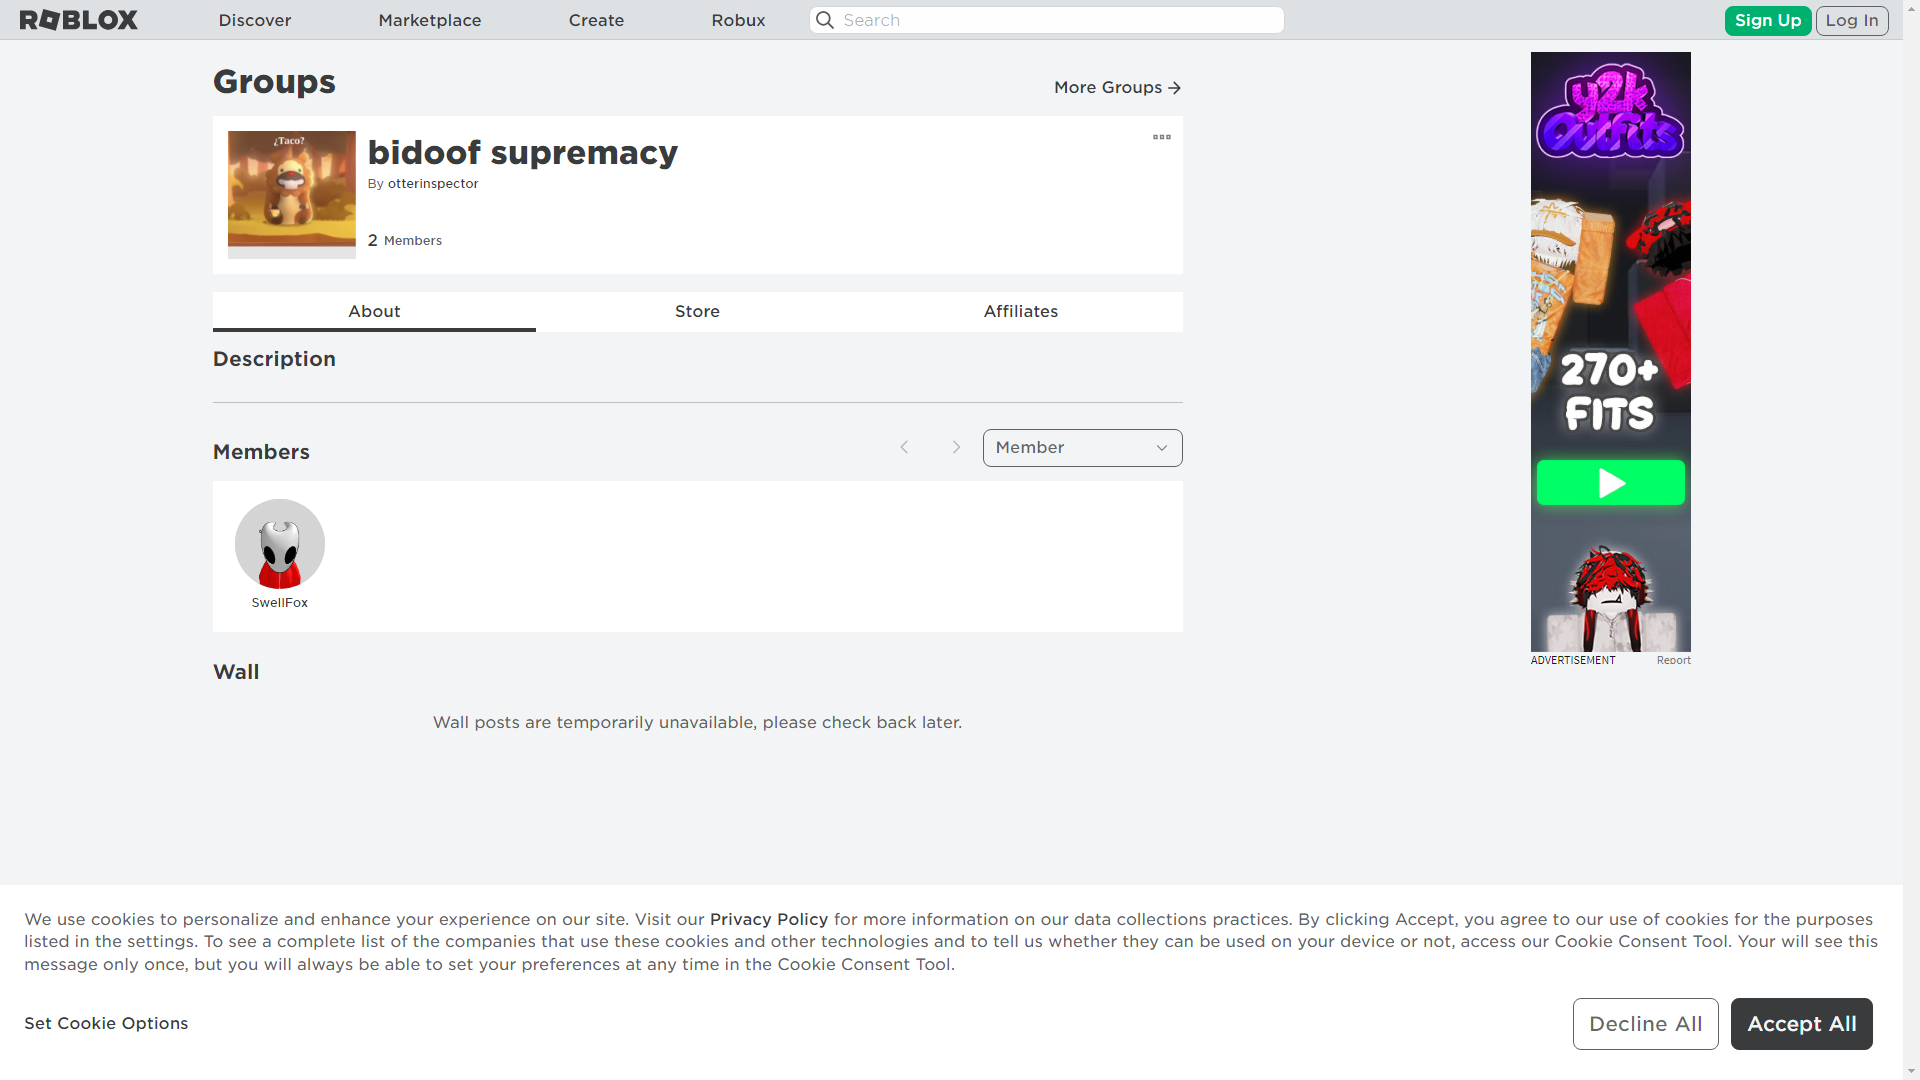 ROBLOX
Discover
Marketplace
Create
Robux
Search
Sign Up
Log In
Groups
More Groups
¿Taco?
bidoof supremacy
By otterinspector
2 Members
About
Store
Affiliates
Description
Members
Member
SwellFox
Wall
Wall posts are temporarily unavailable, please check back later.
y2k
Outfits
270+
FITS
ADVERTISEMENT
Report
We use cookies to personalize and enhance your experience on our site. Visit our Privacy Policy for more information on our data collections practices. By clicking Accept, you agree to our use of cookies for the purposes
listed in the settings. To see a complete list of the companies that use these cookies and other technologies and to tell us whether they can be used on your device or not, access our Cookie Consent Tool. Your will see this
message only once, but you will always be able to set your preferences at any time in the Cookie Consent Tool.
Set Cookie Options
Decline All
Accept All